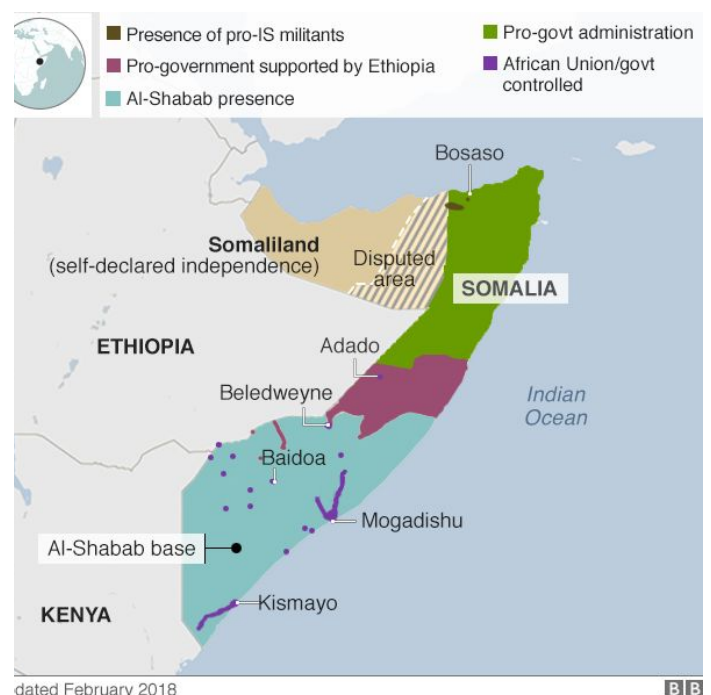 Presence of pro-IS militants
Pro-government supported by Ethiopia
Al-Shabab presence
Pro-govt administration
African Union/govt
controlled
Bosaso
Somaliland
(self-declared independence)
Disputed
area
SOMALIA
ETHIOPIA
Adado
Beledweyne
Indian
Ocean
Baidoa
Mogadishu
Al-Shabab base
Kismayo
KENYA
dated February 2018
BB